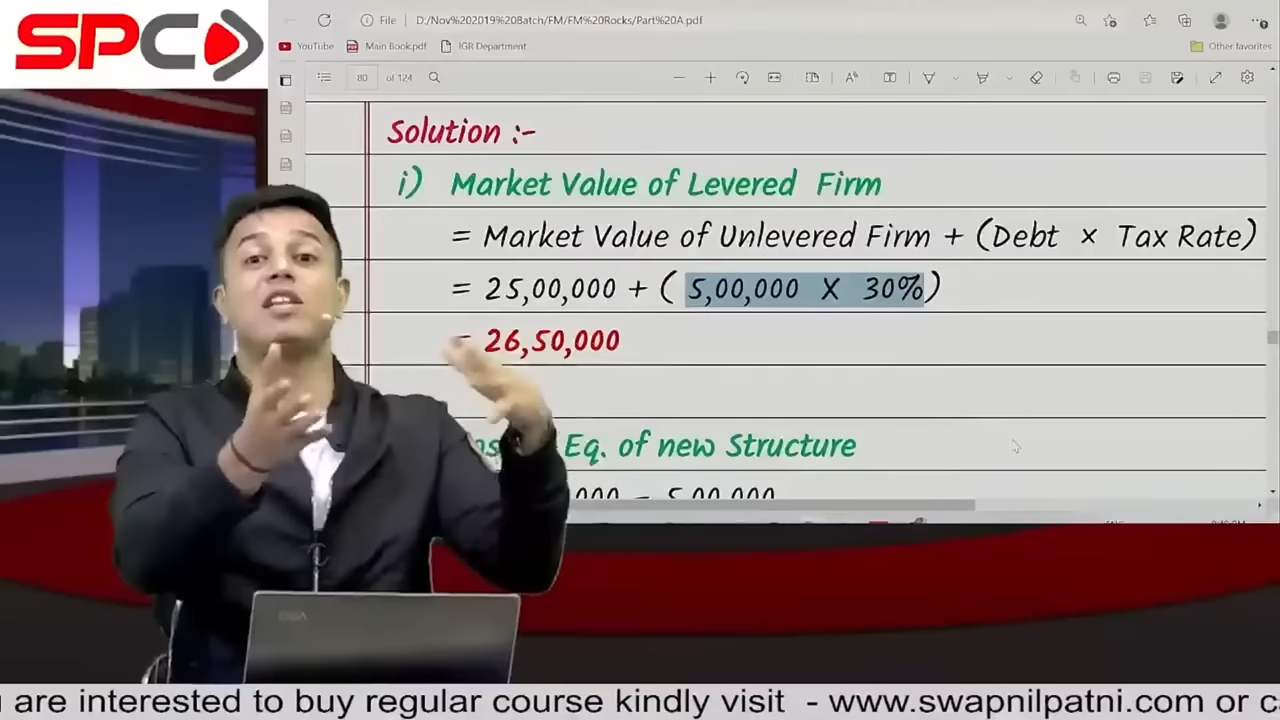 SPC
File D:/Nov%202019%20Batch/FM/FM%20Rocks/Part%20A.pdf
YouTube Main Book.pdf IGR Department Other favorites
80 of 124
Solution :-
i) Market Value of Levered Firm
= Market Value of Unlevered Firm + (Debt × Tax Rate)
= 25,00,000 + ( 5,00,000 X 30%)
= 26,50,000
Eq. of new Structure
are interested to buy regular course kindly visit - www.swapnilpatni.com or